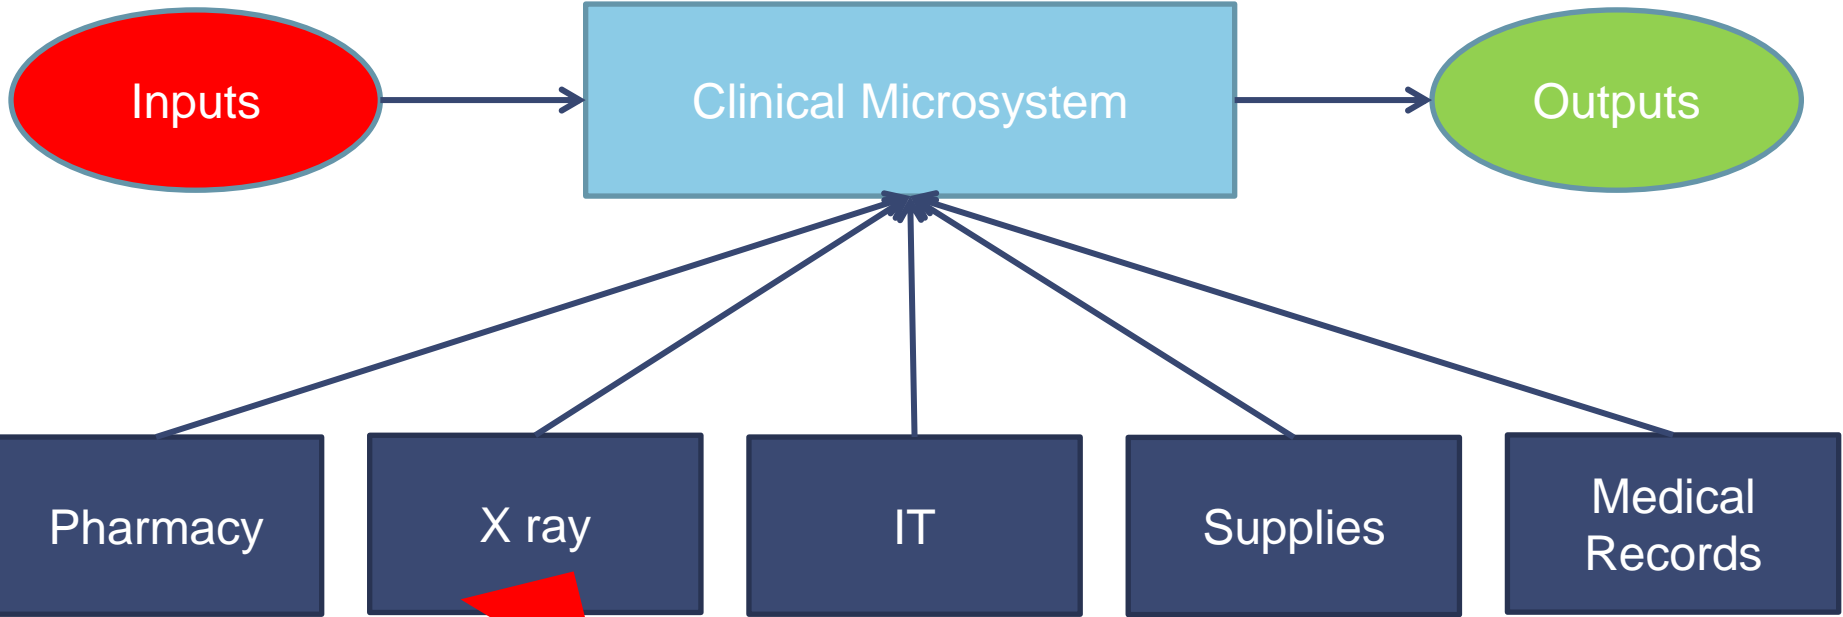 Inputs
Clinical Microsystem
Outputs
Pharmacy
X ray
IT
Supplies
Medical
Records